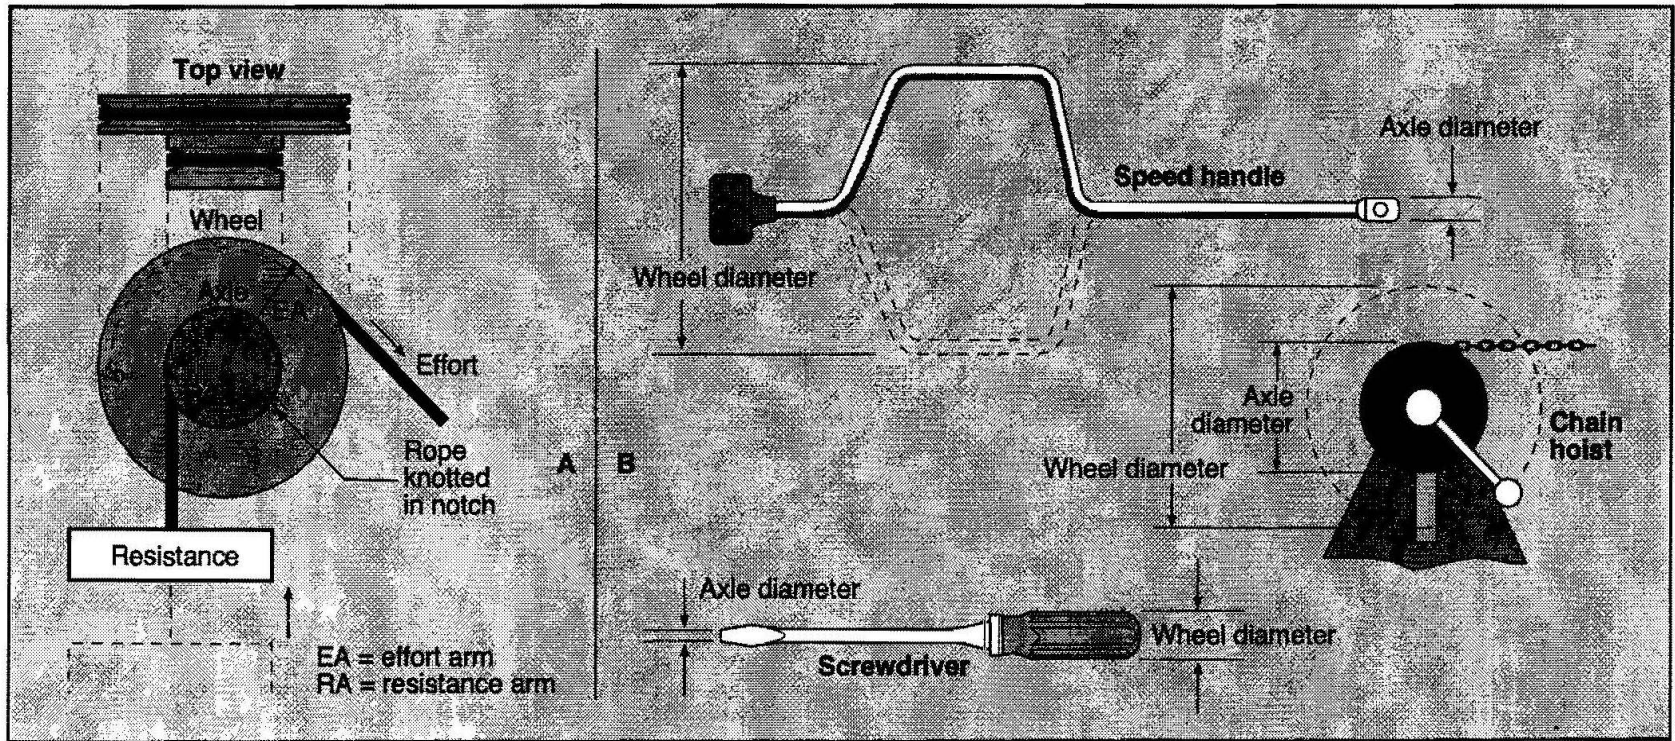 Top view
Wheel
Axle
EA
Effort
Rope
knotted
in notch
Resistance
EA = effort arm
RA = resistance arm
A
B
Axle diameter
Speed handle
Wheel diameter
Axle
diameter
Wheel diameter
Chain
hoist
Axle diameter
Wheel diameter
Screwdriver